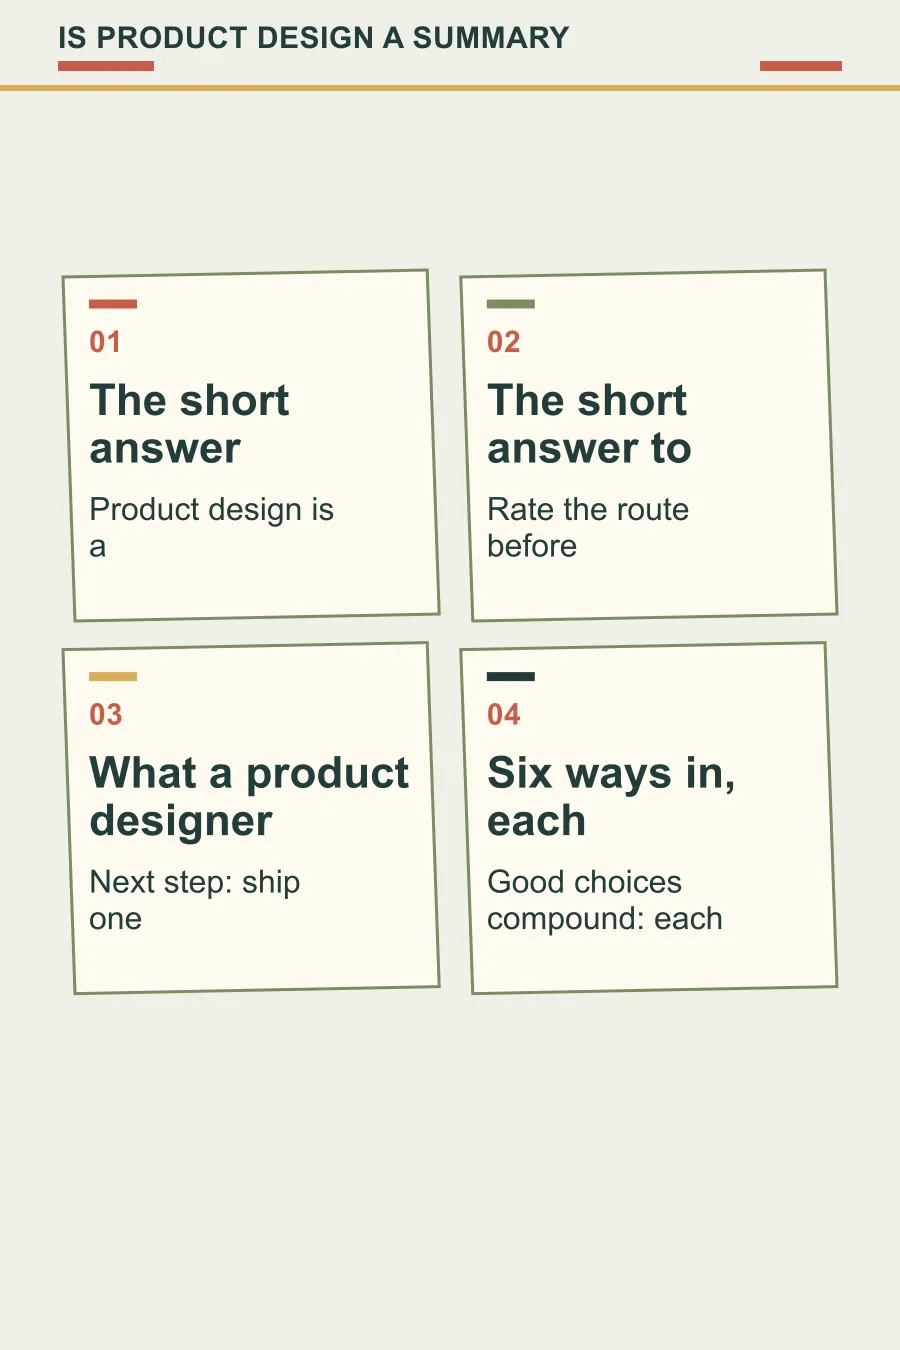 IS PRODUCT DESIGN A SUMMARY
01
The short
answer
Product design is
a
02
The short
answer to
Rate the route
before
03
What a product
designer
Next step: ship
one
04
Six ways in,
each
Good choices
compound: each